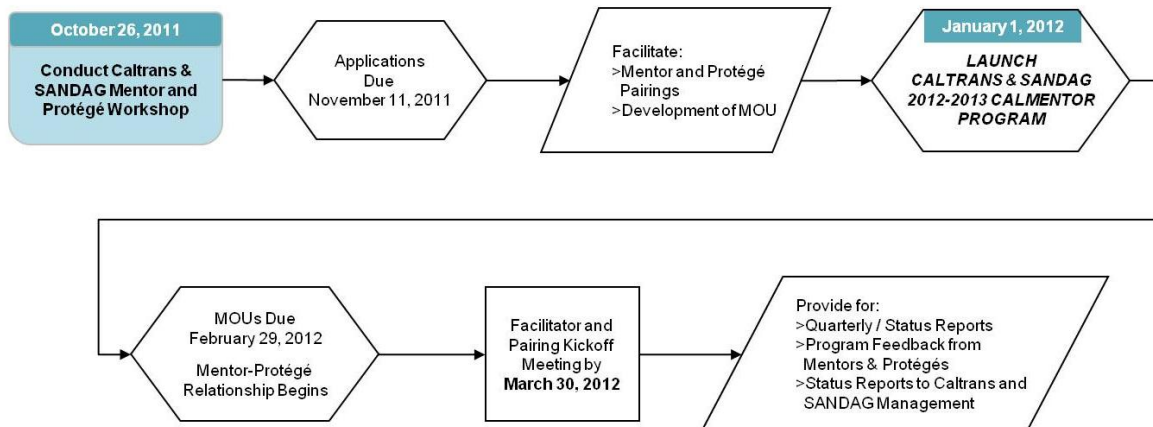 October 26, 2011
Conduct Caltrans &
SANDAG Mentor and
Protégé Workshop
Applications
Due
November 11, 2011
Facilitate:
>Mentor and Protégé
Pairings
>Development of MOU
January 1, 2012
LAUNCH
CALTRANS & SANDAG
2012-2013 CALMENTOR
PROGRAM
MOUs Due
February 29, 2012
Mentor-Protégé
Relationship Begins
Facilitator and
Pairing Kickoff
Meeting by
March 30, 2012
Provide for:
>Quarterly / Status Reports
>Program Feedback from
Mentors & Protégés
>Status Reports to Caltrans and
SANDAG Management